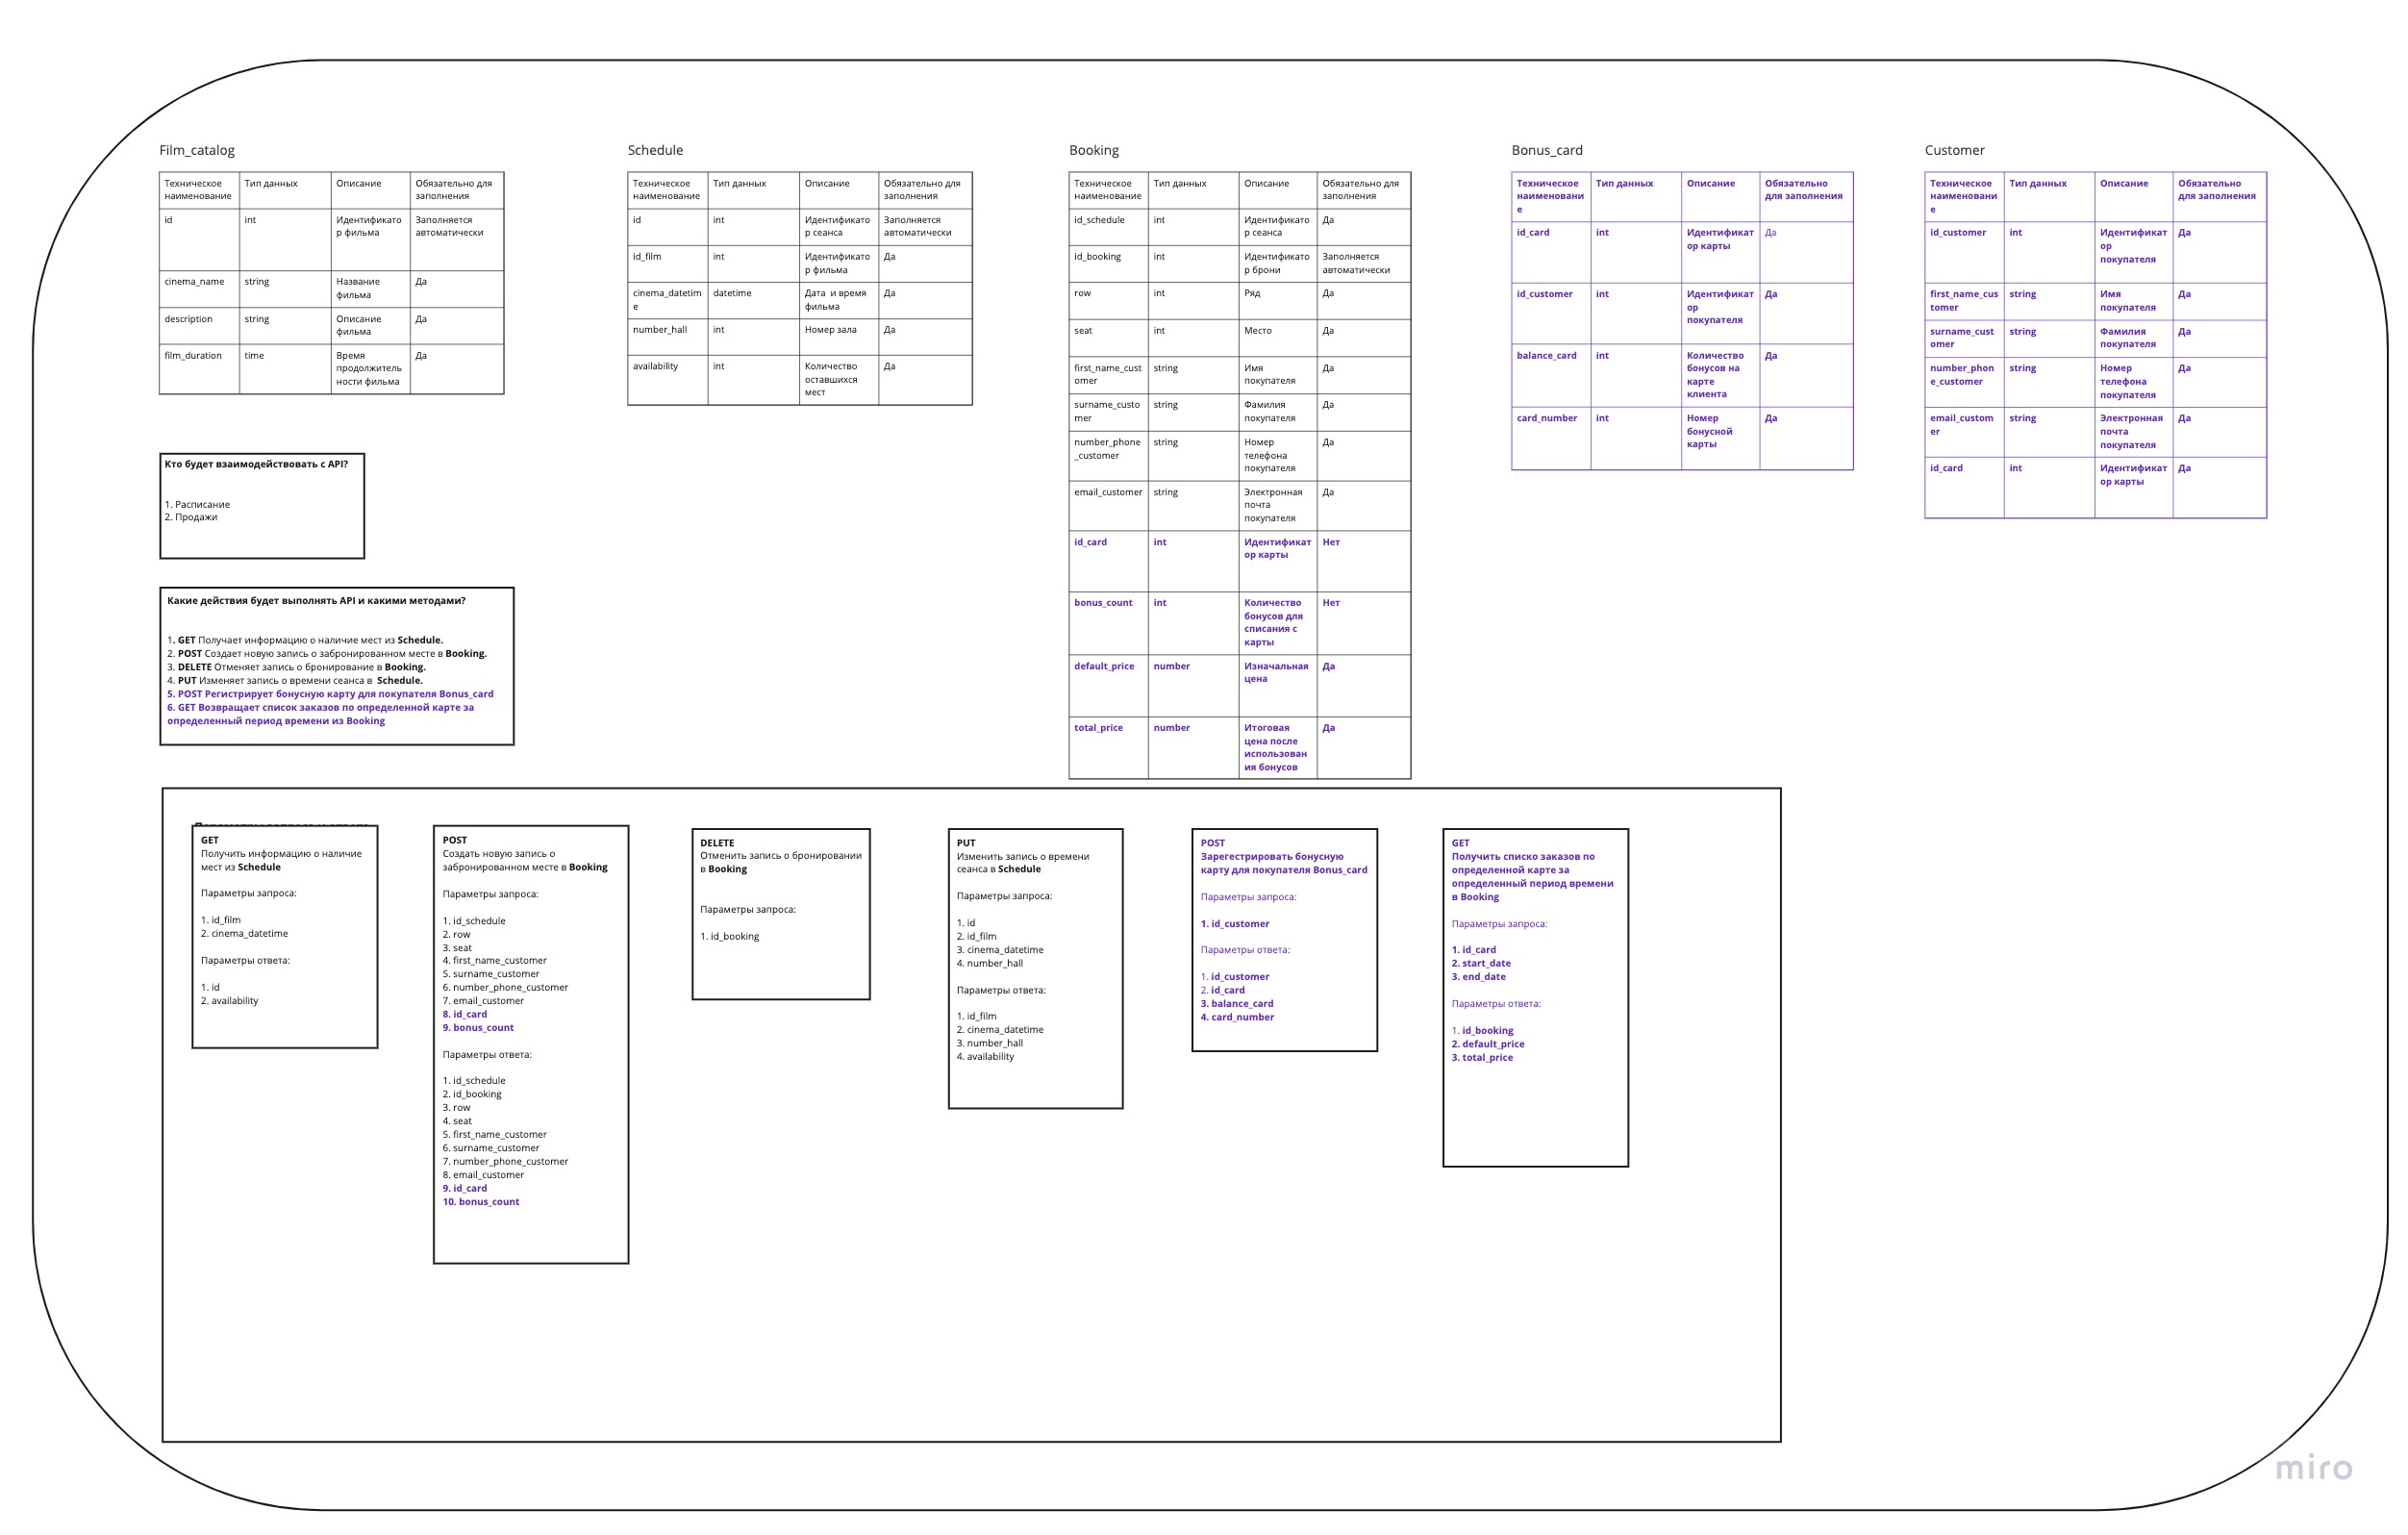 Film_catalog
Техническое наименование Тип данных Описание Обязательно для заполнения
id int Идентификатор фильма Заполняется автоматически
cinema_name string Название фильма Да
description string Описание фильма Да
film_duration time Время продолжительности фильма Да
Schedule
Техническое наименование Тип данных Описание Обязательно для заполнения
id int Идентификатор сеанса Заполняется автоматически
id_film int Идентификатор фильма Да
cinema_datetime datetime Дата и время фильма Да
number_hall int Номер зала Да
availability int Количество оставшихся мест Да
Booking
Техническое наименование Тип данных Описание Обязательно для заполнения
id_schedule int Идентификатор сеанса Да
id_booking int Идентификатор брони Заполняется автоматически
row int Ряд Да
seat int Место Да
first_name_customer string Имя покупателя Да
surname_customer string Фамилия покупателя Да
number_phone_customer string Номер телефона покупателя Да
email_customer string Электронная почта покупателя Да
id_card int Идентификатор карты Нет
bonus_count int Количество бонусов для списания с карты Нет
default_price number Изначальная цена Да
total_price number Итоговая цена после использования бонусов Да
Bonus_card
Техническое наименование Тип данных Описание Обязательно для заполнения
id_card int Идентификатор карты Да
id_customer int Идентификатор покупателя Да
balance_card int Количество бонусов на карте клиента Да
card_number int Номер бонусной карты Да
Customer
Техническое наименование Тип данных Описание Обязательно для заполнения
id_customer int Идентификатор покупателя Да
first_name_customer string Имя покупателя Да
surname_customer string Фамилия покупателя Да
number_phone_customer string Номер телефона покупателя Да
email_customer string Электронная почта покупателя Да
id_card int Идентификатор карты Да
Кто будет взаимодействовать с API?
1. Расписание
2. Продажи
Какие действия будет выполнять API и какими методами?
1. GET Получает информацию о наличие мест из Schedule.
2. POST Создает новую запись о забронированном месте в Booking.
3. DELETE Отменяет запись о бронирование в Booking.
4. PUT Изменяет запись о времени сеанса в Schedule.
5. POST Регистрирует бонусную карту для покупателя Bonus_card
6. GET Возвращает список заказов по определенной карте за
определенный период времени из Booking
GET
Получить информацию о наличие
мест из Schedule
Параметры запроса:
1. id_film
2. cinema_datetime
Параметры ответа:
1. id
2. availability
POST
Создать новую запись о
забронированном месте в Booking
Параметры запроса:
1. id_schedule
2. row
3. seat
4. first_name_customer
5. surname_customer
6. number_phone_customer
7. email_customer
8. id_card
9. bonus_count
Параметры ответа:
1. id_schedule
2. id_booking
3. row
4. seat
5. first_name_customer
6. surname_customer
7. number_phone_customer
8. email_customer
9. id_card
10. bonus_count
DELETE
Отменить запись о бронировании
в Booking
Параметры запроса:
1. id_booking
PUT
Изменить запись о времени
сеанса в Schedule
Параметры запроса:
1. id
2. id_film
3. cinema_datetime
4. number_hall
Параметры ответа:
1. id_film
2. cinema_datetime
3. number_hall
4. availability
POST
Зарегестрировать бонусную
карту для покупателя Bonus_card
Параметры запроса:
1. id_customer
Параметры ответа:
1. id_customer
2. id_card
3. balance_card
4. card_number
GET
Получить списко заказов по
определенной карте за
определенный период времени
в Booking
Параметры запроса:
1. id_card
2. start_date
3. end_date
Параметры ответа:
1. id_booking
2. default_price
3. total_price
miro